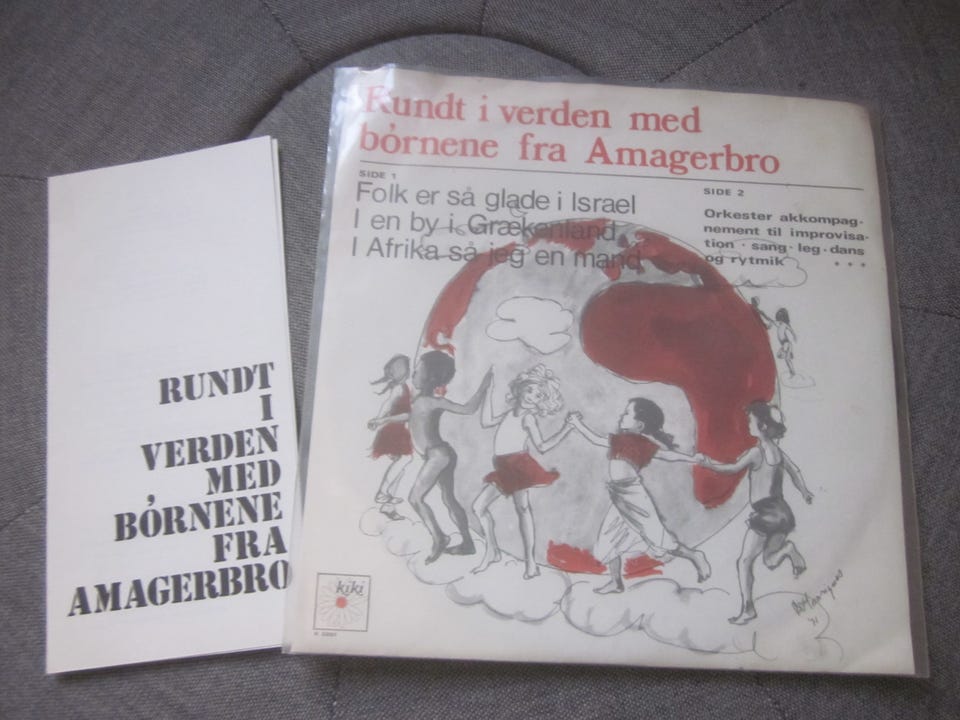 RUNDT
I
VERDEN
MED
BÓRNENE
FRA
AMAGERBRO
Rundt i verden med
bórnene fra Amagerbro
SIDE 1
Folk er så glade i Israel
I en by i Grækenland
I Afrika så jeg en mand
SIDE 2
Orkester akkompag-
nement til improvisa-
tion · sang · leg · dans
og rytmik
kiki